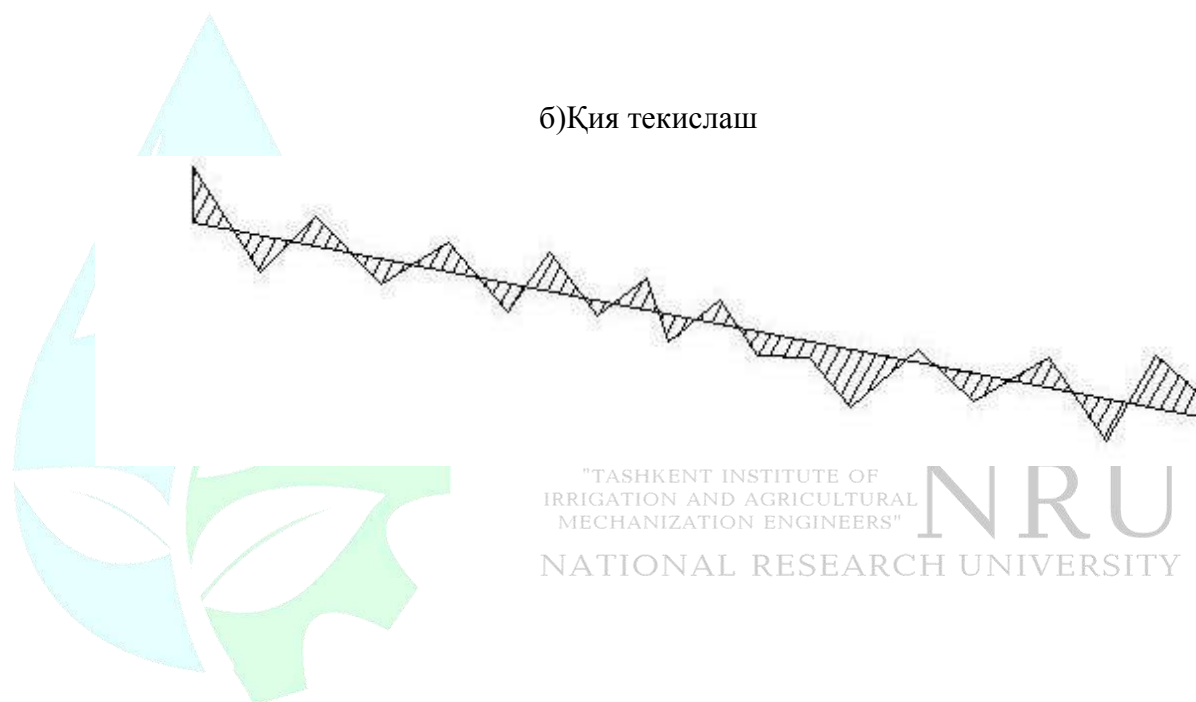 б)Қия текислаш
"TASHKENT INSTITUTE OF
IRRIGATION AND AGRICULTURAL
MECHANIZATION ENGINEERS"
NRU
NATIONAL RESEARCH UNIVERSITY